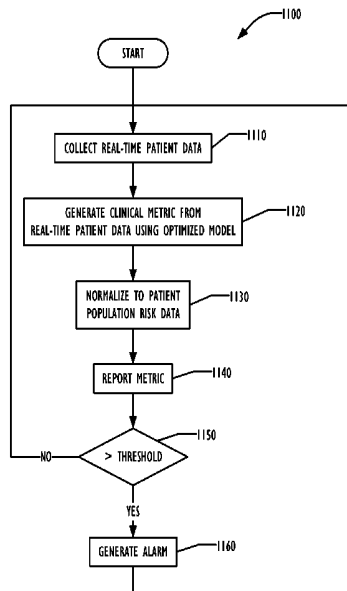 1100
START
COLLECT REAL-TIME PATIENT DATA
1110
GENERATE CLINICAL METRIC FROM
REAL-TIME PATIENT DATA USING OPTIMIZED MODEL
1120
NORMALIZE TO PATIENT
POPULATION RISK DATA
1130
REPORT METRIC
1140
> THRESHOLD
1150
NO
YES
GENERATE ALARM
1160